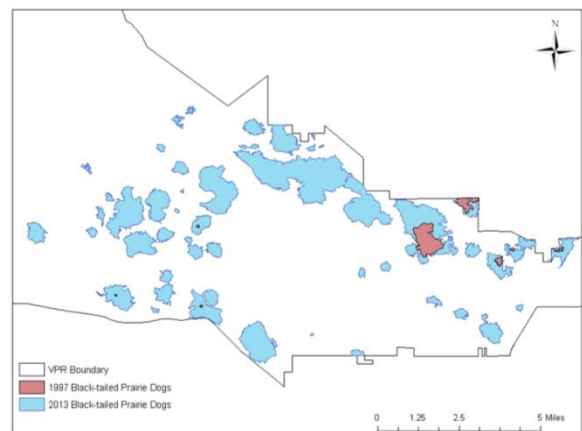 N
VPR Boundary
1997 Black-tailed Prairie Dogs
2013 Black-tailed Prairie Dogs
0 1.25 2.5 5 Miles